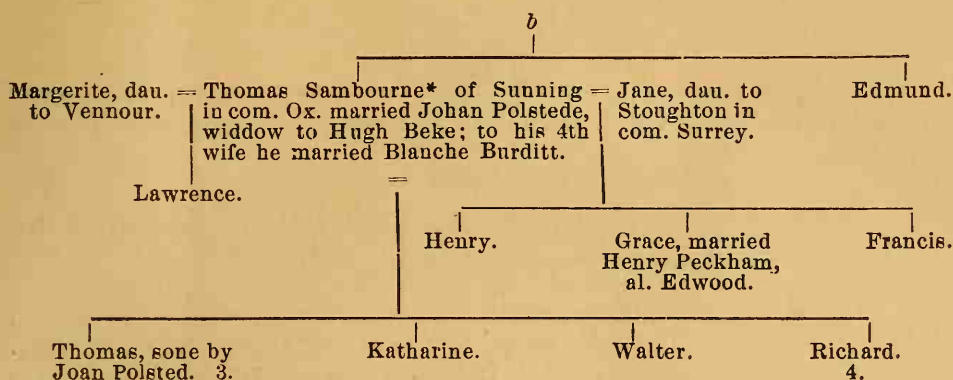 b
Margerite, dau.
to Vennour.
Thomas Sambourne* of Sunning
in com. Ox. married Johan Polstede,
widdow to Hugh Beke; to his 4th
wife he married Blanche Burditt.
Jane, dau. to
Stoughton in
com. Surrey.
Edmund.
Lawrence.
Henry.
Grace, married
Henry Peckham,
al. Edwood.
Francis.
Thomas, sone by
Joan Polsted. 3.
Katharine.
Walter.
Richard.
4.